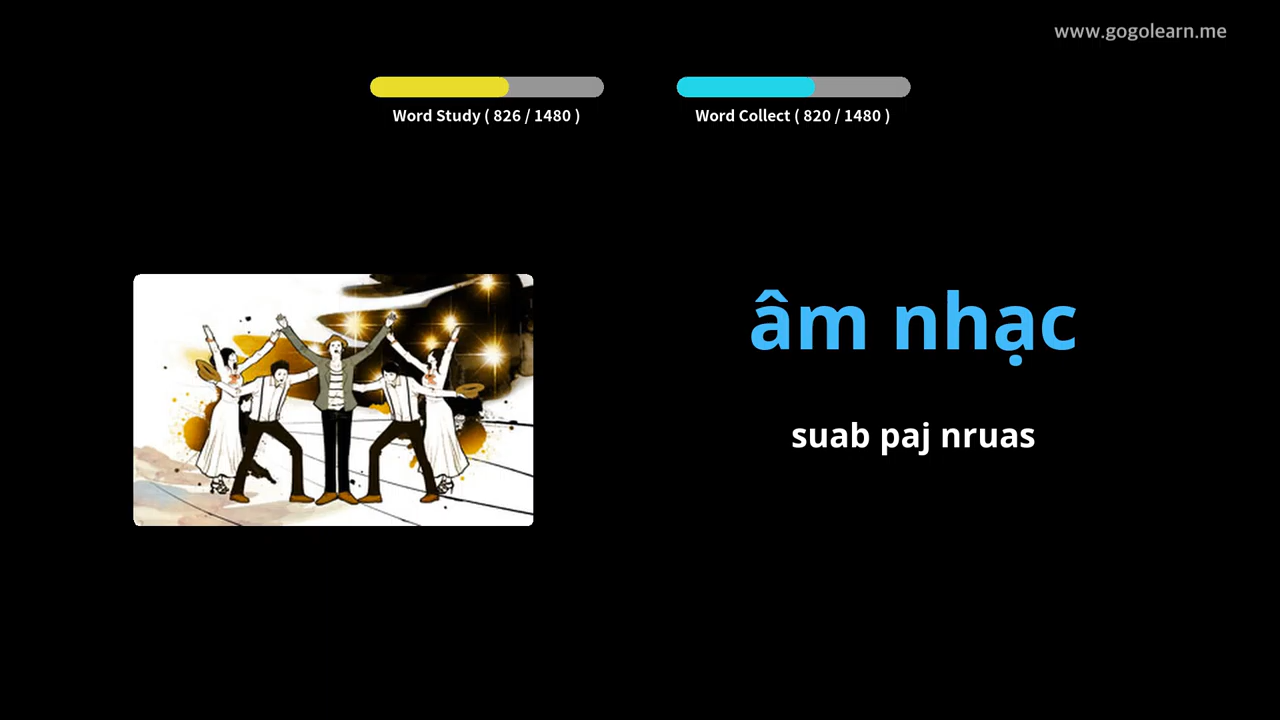 www.gogolearn.me
Word Study ( 826 / 1480 )
Word Collect ( 820 / 1480 )
âm nhạc
suab paj nruas